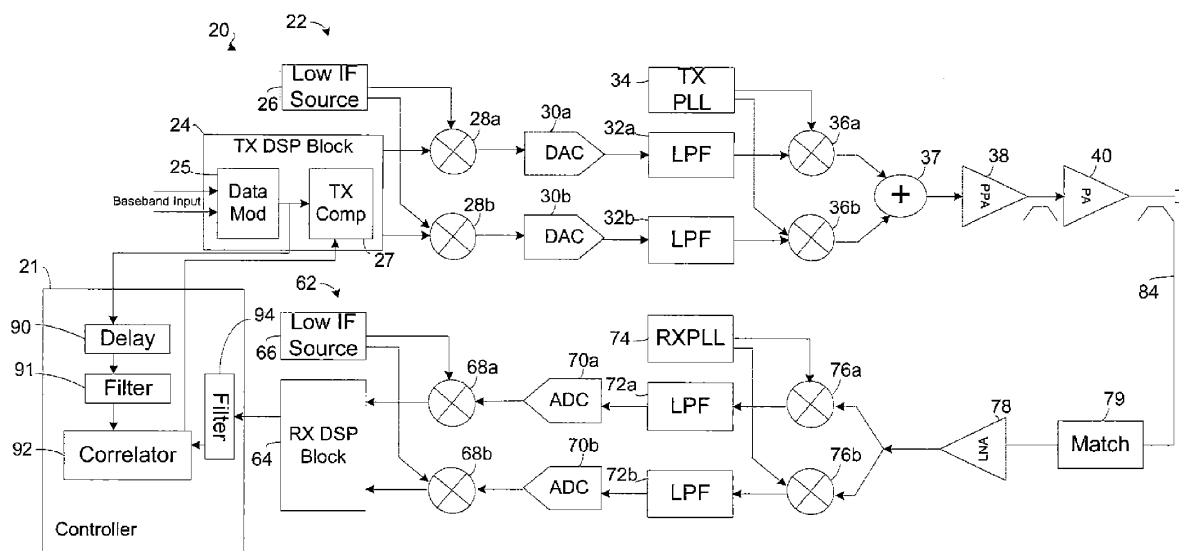 20
22
Low IF
Source
26
34
TX
PLL
24
TX DSP Block
28a
30a
DAC
32a
LPF
36a
37
+
38
PPA
40
PA
25
Data
Mod
Baseband Input
TX
Comp
27
28b
30b
DAC
32b
LPF
36b
84
21
90
Delay
91
Filter
92
Correlator
94
Filter
Controller
62
Low IF
Source
66
RX DSP
Block
64
68a
68b
70a
ADC
70b
ADC
72a
LPF
72b
LPF
74
RXPLL
76a
76b
78
LNA
79
Match